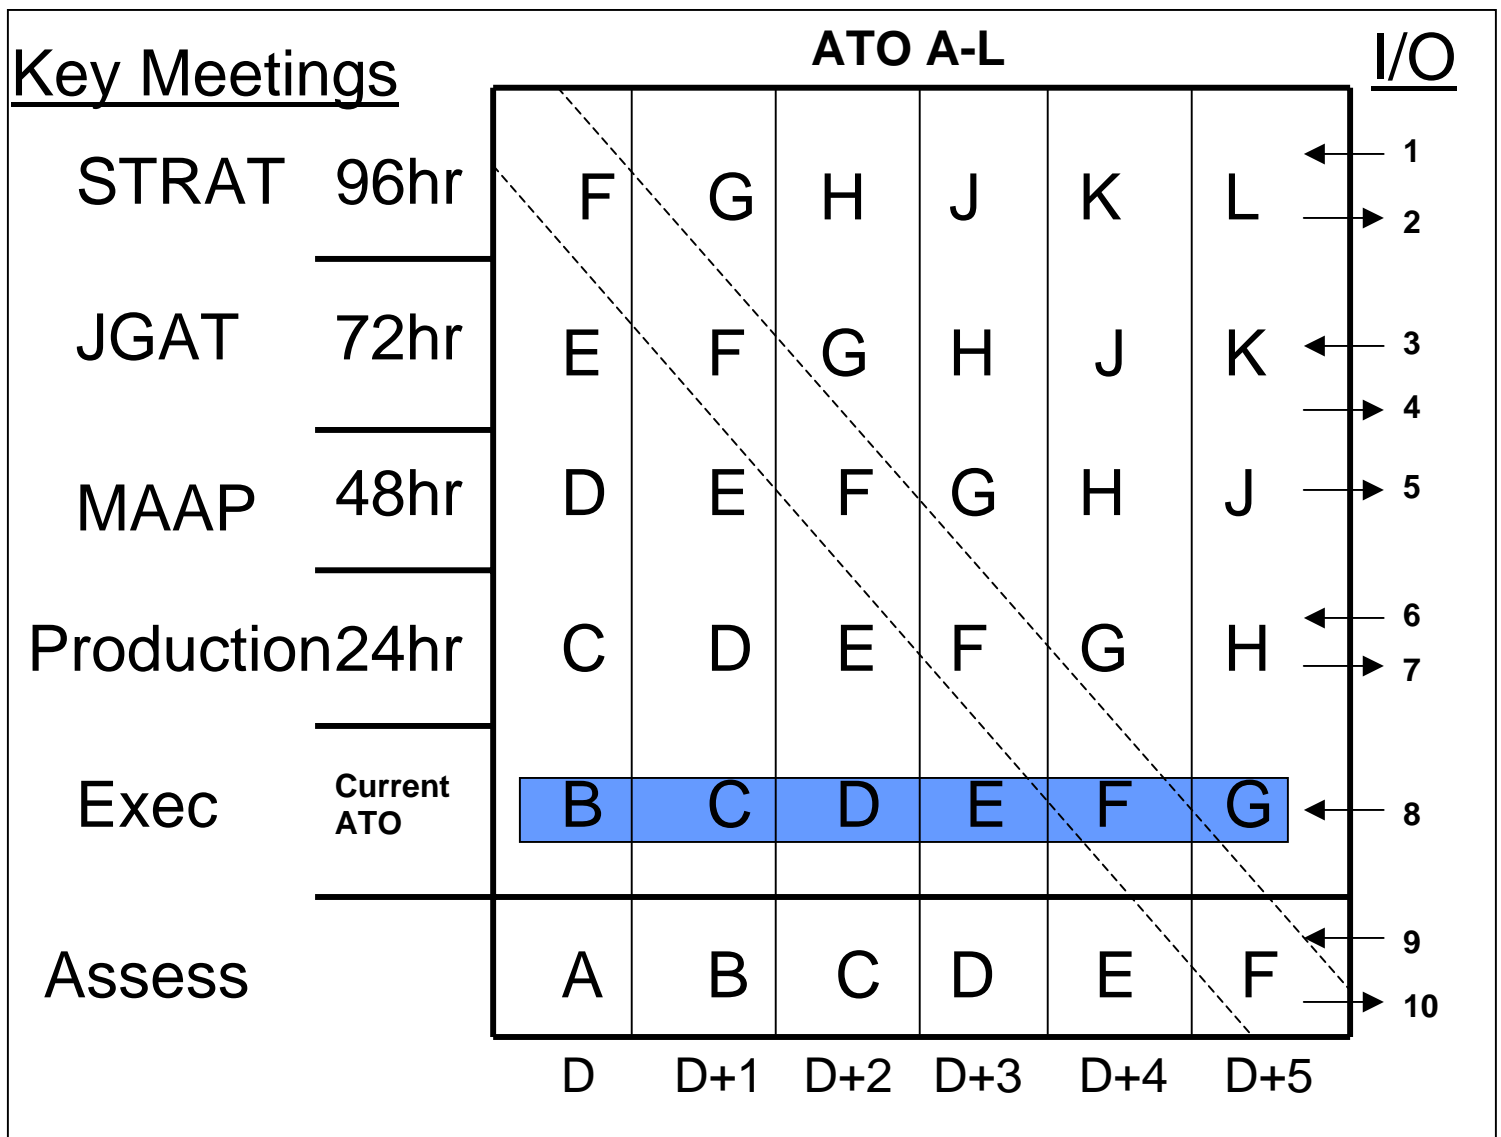 ATO A-L
Key Meetings
I/O
STRAT 96hr F G H J K L
1
2
JGAT 72hr E F G H J K
3
4
MAAP 48hr D E F G H J
5
Production 24hr C D E F G H
6
7
Exec Current ATO B C D E F G
8
Assess A B C D E F
9
10
D D+1 D+2 D+3 D+4 D+5